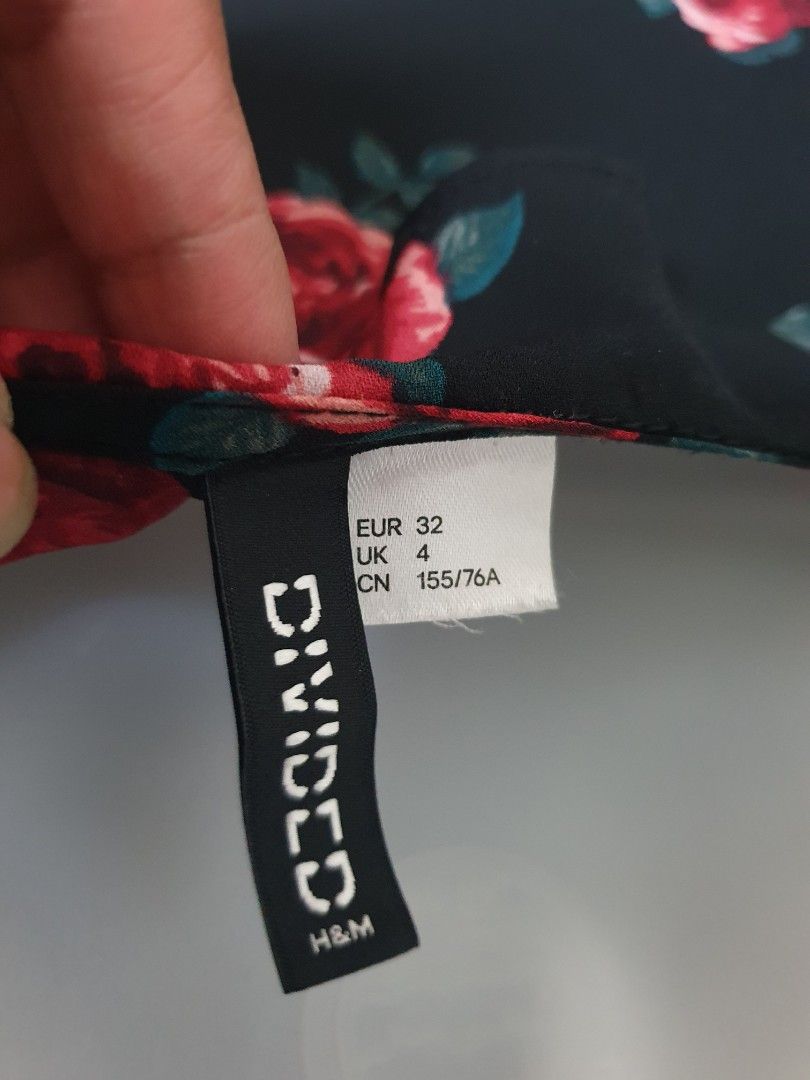 EUR 32
UK 4
CN 155/76A
DIVIDED
H&M